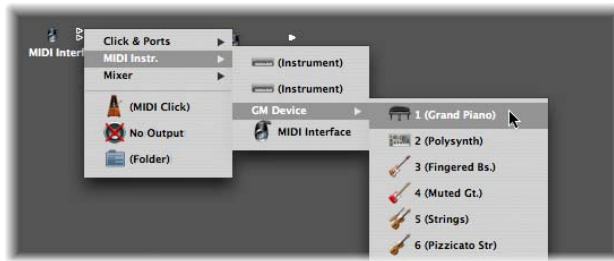 MIDI Inter
Click & Ports
MIDI Instr.
Mixer
(MIDI Click)
No Output
(Folder)
(Instrument)
(Instrument)
GM Device
MIDI Interface
1 (Grand Piano)
2 (Polysynth)
3 (Fingered Bs.)
4 (Muted Gt.)
5 (Strings)
6 (Pizzicato Str)